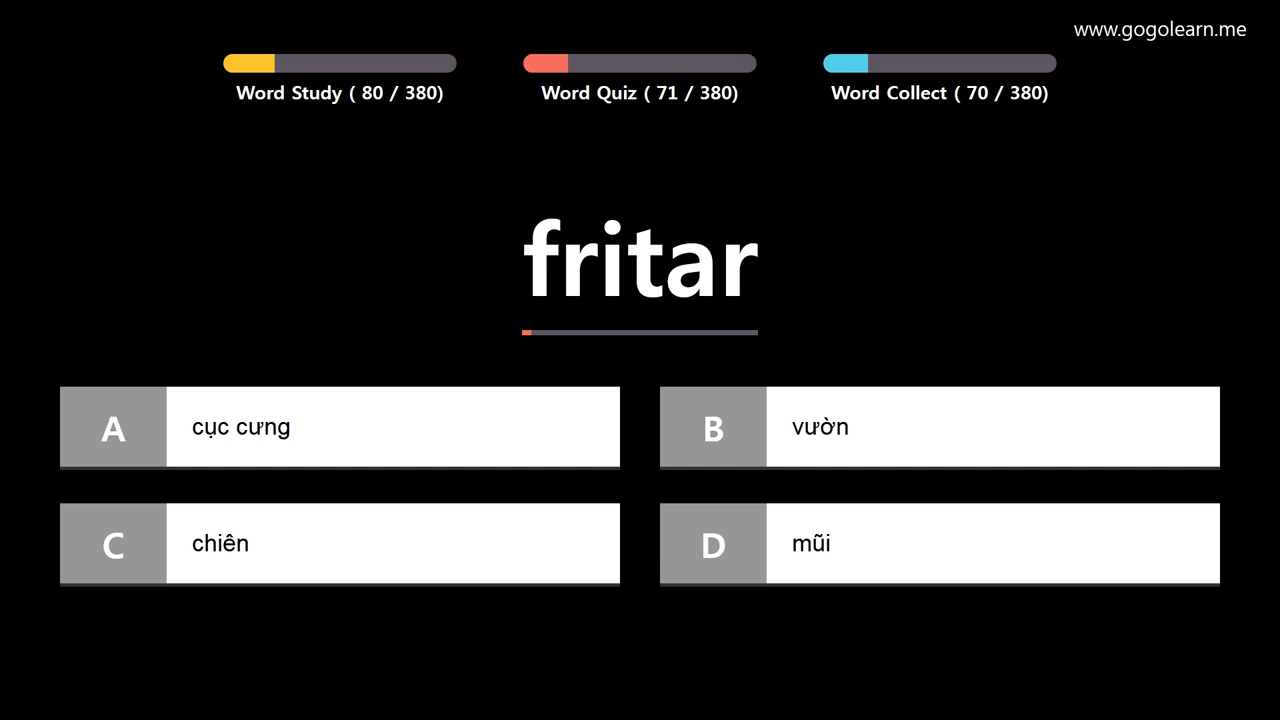 www.gogolearn.me
Word Study ( 80 / 380)
Word Quiz ( 71 / 380)
Word Collect ( 70 / 380)
fritar
A
cục cưng
B
vườn
C
chiên
D
mũi